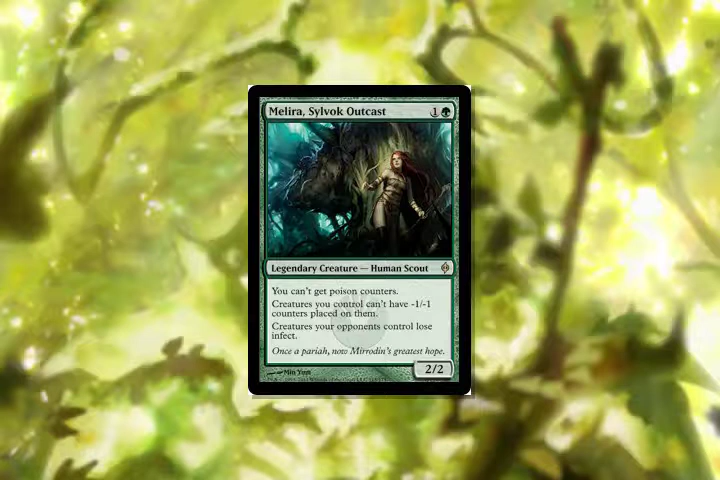 Melira, Sylvok Outcast 1
Legendary Creature — Human Scout
You can't get poison counters.
Creatures you control can't have -1/-1
counters placed on them.
Creatures your opponents control lose
infect.
Once a pariah, now Mirrodin's greatest hope.
Min Yum
2/2